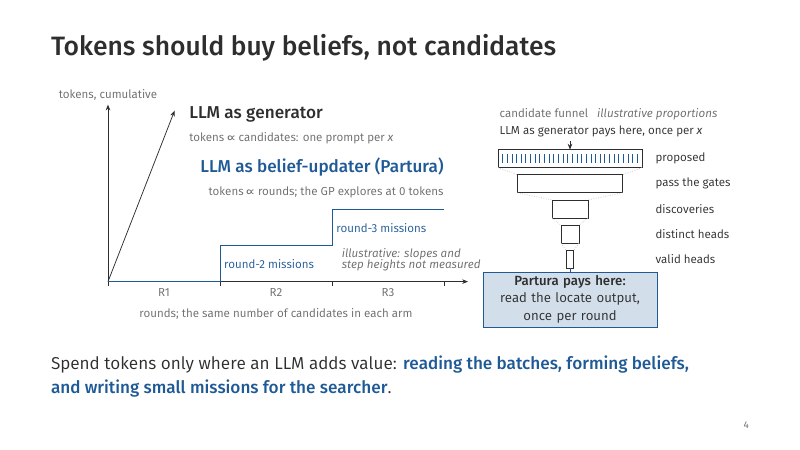 Tokens should buy beliefs, not candidates
tokens, cumulative
LLM as generator
tokens ∝ candidates: one prompt per x
LLM as belief-updater (Partura)
tokens ∝ rounds; the GP explores at 0 tokens
round-3 missions
round-2 missions
illustrative: slopes and
step heights not measured
R1
R2
R3
rounds; the same number of candidates in each arm
candidate funnel illustrative proportions
LLM as generator pays here, once per x
proposed
pass the gates
discoveries
distinct heads
valid heads
Partura pays here:
read the locate output,
once per round
Spend tokens only where an LLM adds value: reading the batches, forming beliefs,
and writing small missions for the searcher.
4